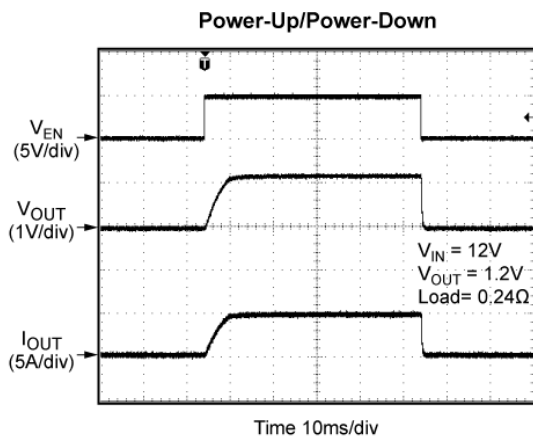 Power-Up/Power-Down
T
VEN
(5V/div)
VOUT
(1V/div)
VIN = 12V
VOUT = 1.2V
Load= 0.24Ω
IOUT
(5A/div)
Time 10ms/div